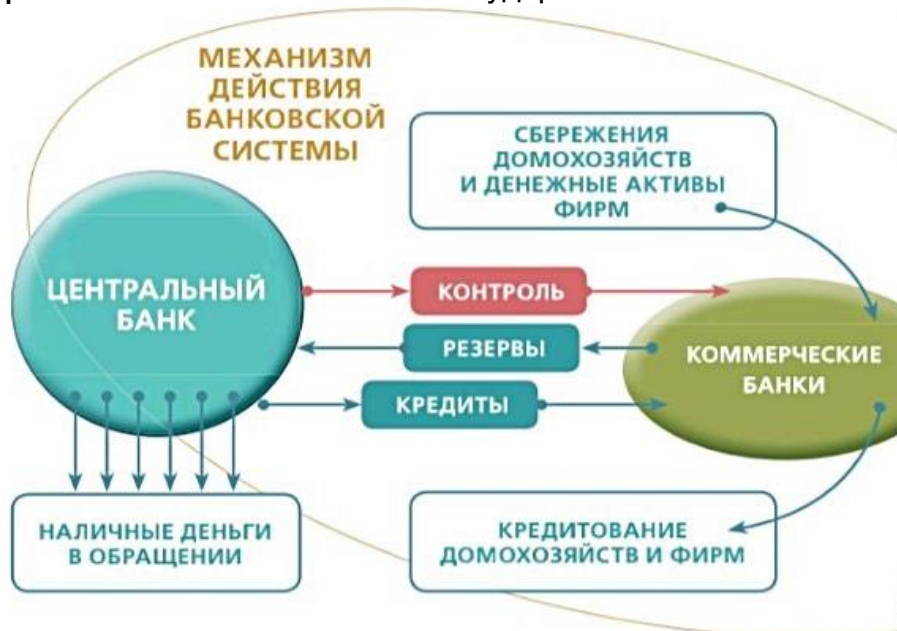 МЕХАНИЗМ
ДЕЙСТВИЯ
БАНКОВСКОЙ
СИСТЕМЫ
СБЕРЕЖЕНИЯ
ДОМОХОЗЯЙСТВ
И ДЕНЕЖНЫЕ АКТИВЫ
ФИРМ
ЦЕНТРАЛЬНЫЙ
БАНК
КОНТРОЛЬ
РЕЗЕРВЫ
КРЕДИТЫ
КОММЕРЧЕСКИЕ
БАНКИ
НАЛИЧНЫЕ ДЕНЬГИ
В ОБРАЩЕНИИ
КРЕДИТОВАНИЕ
ДОМОХОЗЯЙСТВ И ФИРМ